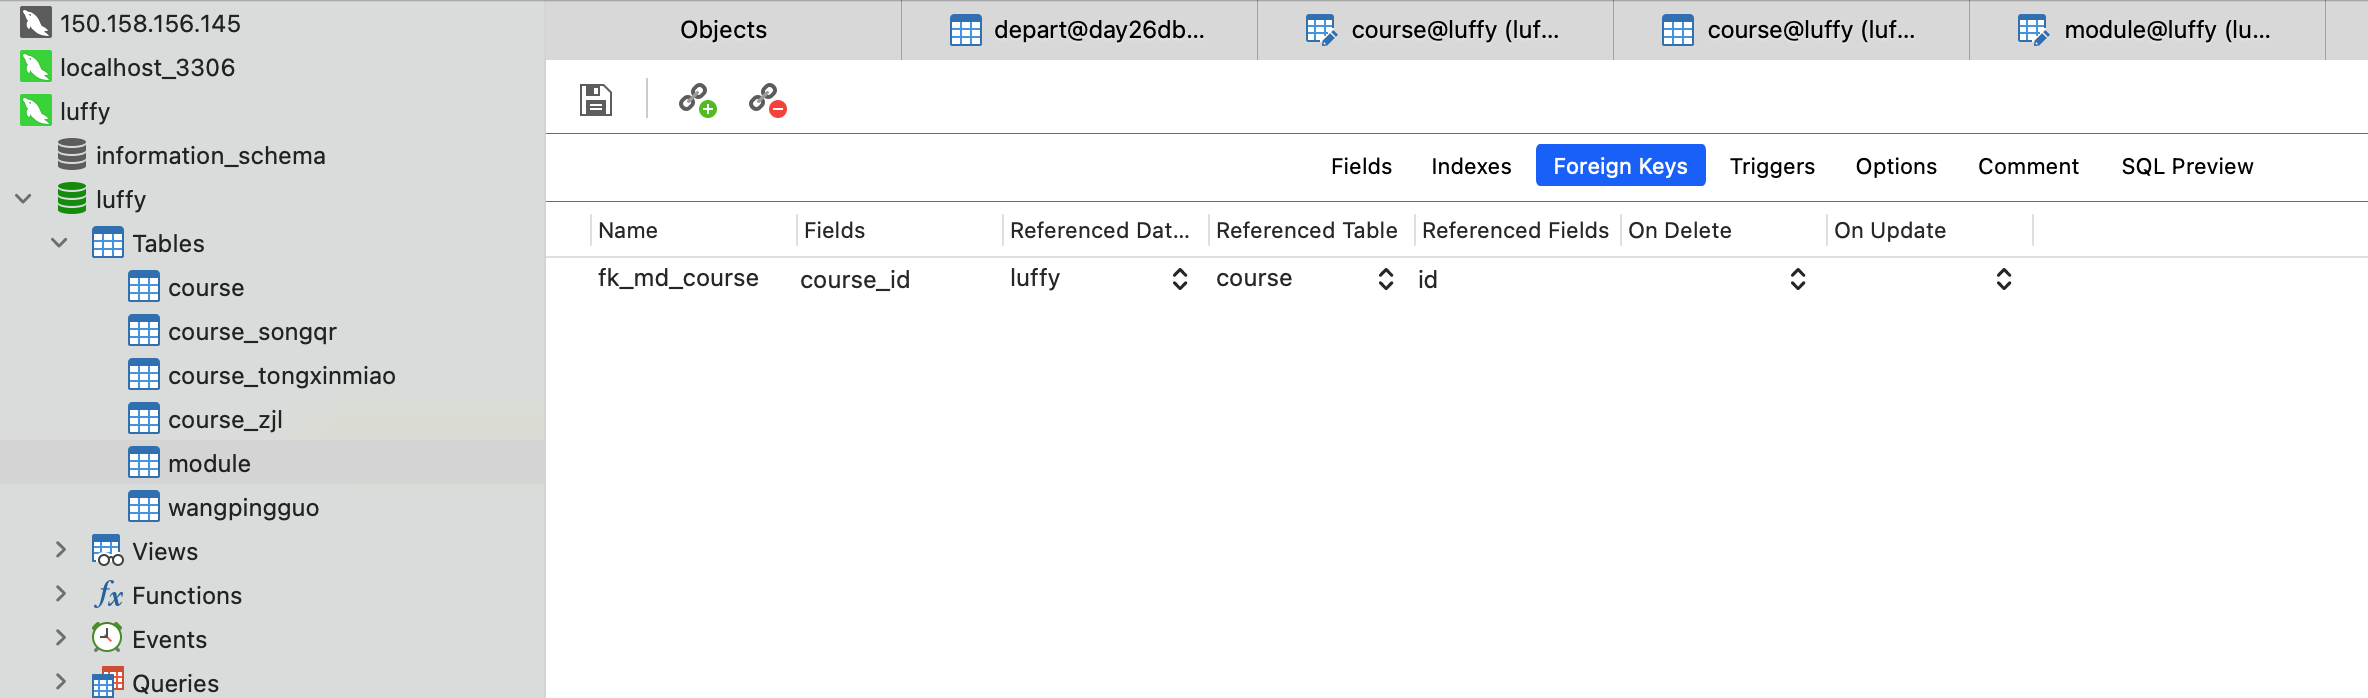 150.158.156.145
localhost_3306
luffy
information_schema
luffy
Tables
course
course_songqr
course_tongxinmiao
course_zjl
module
wangpingguo
Views
Functions
Events
Queries
Objects depart@day26db... course@luffy (luf... course@luffy (luf... module@luffy (lu...
Fields Indexes Foreign Keys Triggers Options Comment SQL Preview
Name Fields Referenced Dat... Referenced Table Referenced Fields On Delete On Update
fk_md_course course_id luffy course id